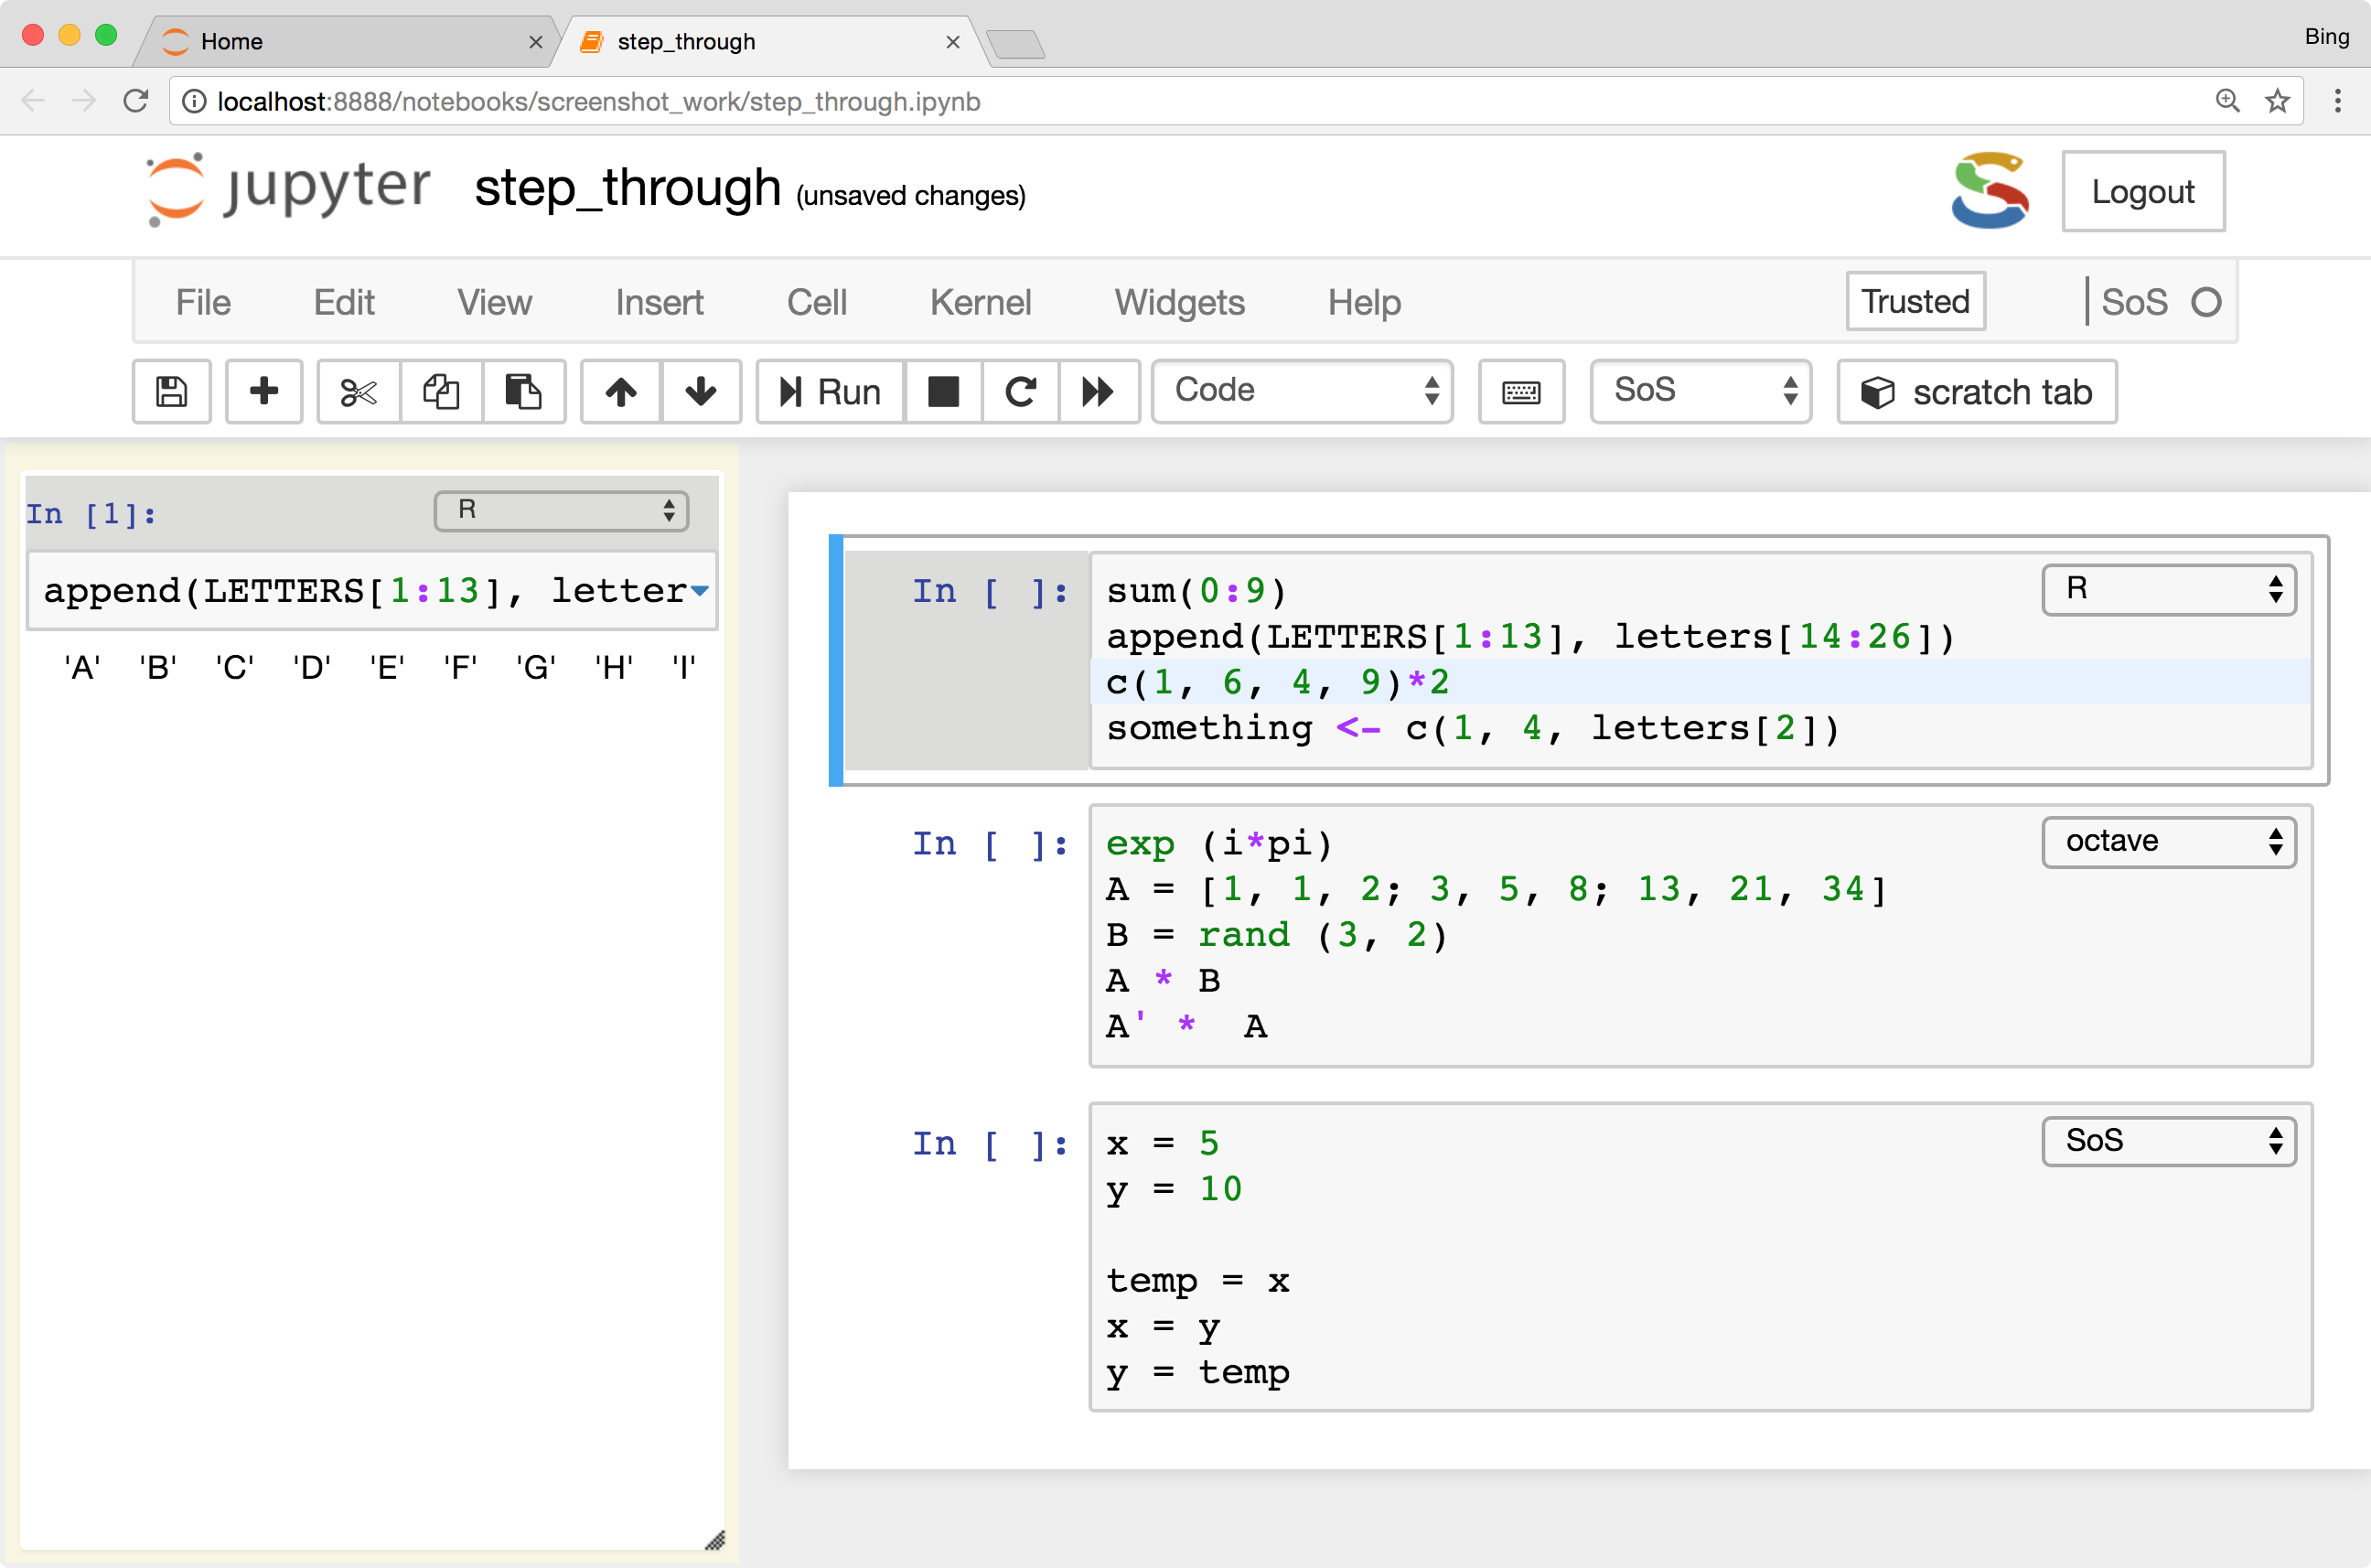 Home
step_through
Bing
localhost:8888/notebooks/screenshot_work/step_through.ipynb
jupyter step_through (unsaved changes)
Logout
File Edit View Insert Cell Kernel Widgets Help
Trusted
SoS
Run
Code
SoS
scratch tab
In [1]:
R
append(LETTERS[1:13], letter
'A' 'B' 'C' 'D' 'E' 'F' 'G' 'H' 'I'
In [ ]:
R
sum(0:9)
append(LETTERS[1:13], letters[14:26])
c(1, 6, 4, 9)*2
something <- c(1, 4, letters[2])
In [ ]:
octave
exp (i*pi)
A = [1, 1, 2; 3, 5, 8; 13, 21, 34]
B = rand (3, 2)
A * B
A' *  A
In [ ]:
SoS
x = 5
y = 10
temp = x
x = y
y = temp